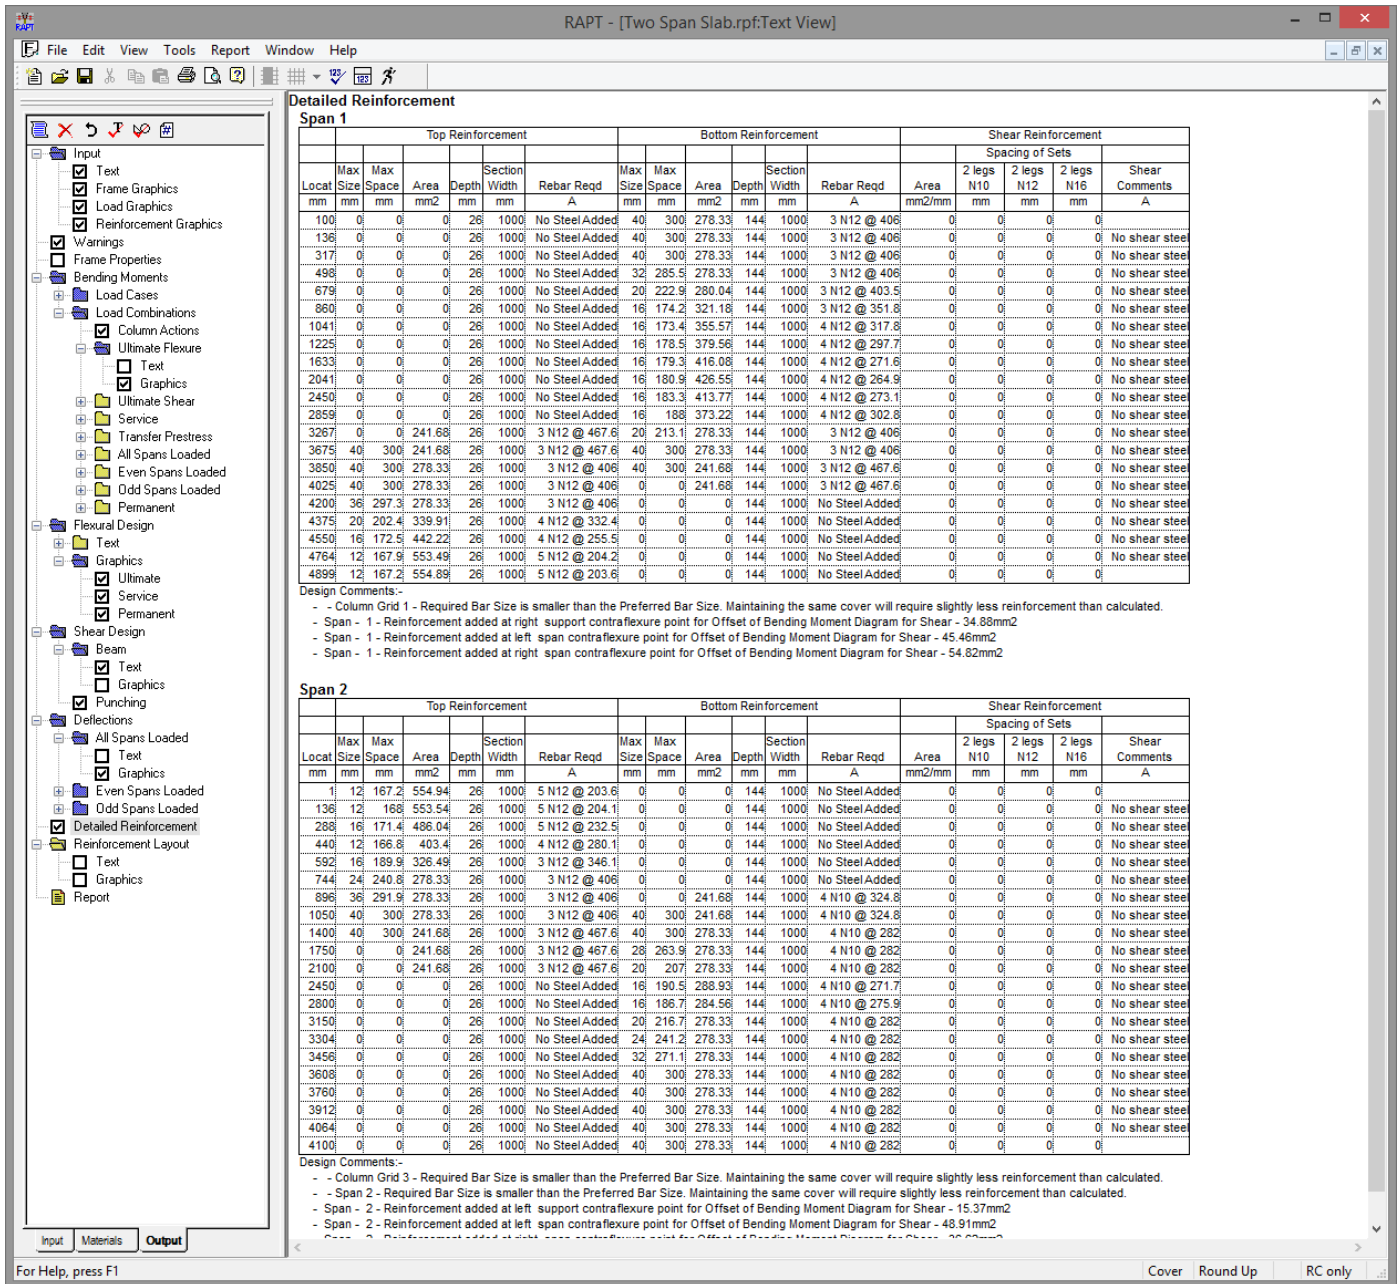 RAPT - [Two Span Slab.rpf:Text View]
File Edit View Tools Report Window Help
Input
Text
Frame Graphics
Load Graphics
Reinforcement Graphics
Warnings
Frame Properties
Bending Moments
Load Cases
Load Combinations
Column Actions
Ultimate Flexure
Text
Graphics
Ultimate Shear
Service
Transfer Prestress
All Spans Loaded
Even Spans Loaded
Odd Spans Loaded
Permanent
Flexural Design
Text
Graphics
Ultimate
Service
Permanent
Shear Design
Beam
Text
Graphics
Punching
Deflections
All Spans Loaded
Text
Graphics
Even Spans Loaded
Odd Spans Loaded
Detailed Reinforcement
Reinforcement Layout
Text
Graphics
Report
Input Materials Output
Detailed Reinforcement
Span 1
Top Reinforcement Bottom Reinforcement Shear Reinforcement
Spacing of Sets
Max Max Section Max Max Section 2 legs 2 legs 2 legs Shear
Locat Size Space Area Depth Width Rebar Reqd Size Space Area Depth Width Rebar Reqd Area N10 N12 N16 Comments
mm mm mm mm2 mm mm A mm mm mm2 mm mm A mm2/mm mm mm mm A
100 0 0 0 26 1000 No Steel Added 40 300 278.33 144 1000 3 N12 @ 406 0 0 0 0
136 0 0 0 26 1000 No Steel Added 40 300 278.33 144 1000 3 N12 @ 406 0 0 0 0 No shear steel
317 0 0 0 26 1000 No Steel Added 40 300 278.33 144 1000 3 N12 @ 406 0 0 0 0 No shear steel
498 0 0 0 26 1000 No Steel Added 32 285.5 278.33 144 1000 3 N12 @ 406 0 0 0 0 No shear steel
679 0 0 0 26 1000 No Steel Added 20 222.9 280.04 144 1000 3 N12 @ 403.5 0 0 0 0 No shear steel
860 0 0 0 26 1000 No Steel Added 16 174.2 321.18 144 1000 3 N12 @ 351.8 0 0 0 0 No shear steel
1041 0 0 0 26 1000 No Steel Added 16 173.4 355.57 144 1000 4 N12 @ 317.8 0 0 0 0 No shear steel
1225 0 0 0 26 1000 No Steel Added 16 178.5 379.56 144 1000 4 N12 @ 297.7 0 0 0 0 No shear steel
1633 0 0 0 26 1000 No Steel Added 16 179.3 416.08 144 1000 4 N12 @ 271.6 0 0 0 0 No shear steel
2041 0 0 0 26 1000 No Steel Added 16 180.9 426.55 144 1000 4 N12 @ 264.9 0 0 0 0 No shear steel
2450 0 0 0 26 1000 No Steel Added 16 183.3 413.77 144 1000 4 N12 @ 273.1 0 0 0 0 No shear steel
2859 0 0 0 26 1000 No Steel Added 16 188 373.22 144 1000 4 N12 @ 302.8 0 0 0 0 No shear steel
3267 0 0 241.68 26 1000 3 N12 @ 467.6 20 213.1 278.33 144 1000 3 N12 @ 406 0 0 0 0 No shear steel
3675 40 300 241.68 26 1000 3 N12 @ 467.6 40 300 278.33 144 1000 3 N12 @ 406 0 0 0 0 No shear steel
3850 40 300 278.33 26 1000 3 N12 @ 406 40 300 241.68 144 1000 3 N12 @ 467.6 0 0 0 0 No shear steel
4025 40 300 278.33 26 1000 3 N12 @ 406 0 0 241.68 144 1000 3 N12 @ 467.6 0 0 0 0 No shear steel
4200 36 297.3 278.33 26 1000 3 N12 @ 406 0 0 0 144 1000 No Steel Added 0 0 0 0 No shear steel
4375 20 202.4 339.91 26 1000 4 N12 @ 332.4 0 0 0 144 1000 No Steel Added 0 0 0 0 No shear steel
4550 16 172.5 442.22 26 1000 4 N12 @ 255.5 0 0 0 144 1000 No Steel Added 0 0 0 0 No shear steel
4764 12 167.9 553.49 26 1000 5 N12 @ 204.2 0 0 0 144 1000 No Steel Added 0 0 0 0 No shear steel
4899 12 167.2 554.89 26 1000 5 N12 @ 203.6 0 0 0 144 1000 No Steel Added 0 0 0 0
Design Comments:-
- - Column Grid 1 - Required Bar Size is smaller than the Preferred Bar Size. Maintaining the same cover will require slightly less reinforcement than calculated.
- Span - 1 - Reinforcement added at right support contraflexure point for Offset of Bending Moment Diagram for Shear - 34.88mm2
- Span - 1 - Reinforcement added at left span contraflexure point for Offset of Bending Moment Diagram for Shear - 45.46mm2
- Span - 1 - Reinforcement added at right span contraflexure point for Offset of Bending Moment Diagram for Shear - 54.82mm2
Span 2
Top Reinforcement Bottom Reinforcement Shear Reinforcement
Spacing of Sets
Max Max Section Max Max Section 2 legs 2 legs 2 legs Shear
Locat Size Space Area Depth Width Rebar Reqd Size Space Area Depth Width Rebar Reqd Area N10 N12 N16 Comments
mm mm mm mm2 mm mm A mm mm mm2 mm mm A mm2/mm mm mm mm A
1 12 167.2 554.94 26 1000 5 N12 @ 203.6 0 0 0 144 1000 No Steel Added 0 0 0 0
136 12 168 553.54 26 1000 5 N12 @ 204.1 0 0 0 144 1000 No Steel Added 0 0 0 0 No shear steel
288 16 171.4 486.04 26 1000 5 N12 @ 232.5 0 0 0 144 1000 No Steel Added 0 0 0 0 No shear steel
440 12 166.8 403.4 26 1000 4 N12 @ 280.1 0 0 0 144 1000 No Steel Added 0 0 0 0 No shear steel
592 16 189.9 326.49 26 1000 3 N12 @ 346.1 0 0 0 144 1000 No Steel Added 0 0 0 0 No shear steel
744 24 240.8 278.33 26 1000 3 N12 @ 406 0 0 0 144 1000 No Steel Added 0 0 0 0 No shear steel
896 36 291.9 278.33 26 1000 3 N12 @ 406 0 0 241.68 144 1000 4 N10 @ 324.8 0 0 0 0 No shear steel
1050 40 300 278.33 26 1000 3 N12 @ 406 40 300 241.68 144 1000 4 N10 @ 324.8 0 0 0 0 No shear steel
1400 40 300 241.68 26 1000 3 N12 @ 467.6 40 300 278.33 144 1000 4 N10 @ 282 0 0 0 0 No shear steel
1750 0 0 241.68 26 1000 3 N12 @ 467.6 28 263.9 278.33 144 1000 4 N10 @ 282 0 0 0 0 No shear steel
2100 0 0 241.68 26 1000 3 N12 @ 467.6 20 207 278.33 144 1000 4 N10 @ 282 0 0 0 0 No shear steel
2450 0 0 0 26 1000 No Steel Added 16 190.5 288.93 144 1000 4 N10 @ 271.7 0 0 0 0 No shear steel
2800 0 0 0 26 1000 No Steel Added 16 186.7 284.56 144 1000 4 N10 @ 275.9 0 0 0 0 No shear steel
3150 0 0 0 26 1000 No Steel Added 20 216.7 278.33 144 1000 4 N10 @ 282 0 0 0 0 No shear steel
3304 0 0 0 26 1000 No Steel Added 24 241.2 278.33 144 1000 4 N10 @ 282 0 0 0 0 No shear steel
3456 0 0 0 26 1000 No Steel Added 32 271.1 278.33 144 1000 4 N10 @ 282 0 0 0 0 No shear steel
3608 0 0 0 26 1000 No Steel Added 40 300 278.33 144 1000 4 N10 @ 282 0 0 0 0 No shear steel
3760 0 0 0 26 1000 No Steel Added 40 300 278.33 144 1000 4 N10 @ 282 0 0 0 0 No shear steel
3912 0 0 0 26 1000 No Steel Added 40 300 278.33 144 1000 4 N10 @ 282 0 0 0 0 No shear steel
4064 0 0 0 26 1000 No Steel Added 40 300 278.33 144 1000 4 N10 @ 282 0 0 0 0 No shear steel
4100 0 0 0 26 1000 No Steel Added 40 300 278.33 144 1000 4 N10 @ 282 0 0 0 0
Design Comments:-
- - Column Grid 3 - Required Bar Size is smaller than the Preferred Bar Size. Maintaining the same cover will require slightly less reinforcement than calculated.
- - Span 2 - Required Bar Size is smaller than the Preferred Bar Size. Maintaining the same cover will require slightly less reinforcement than calculated.
- Span - 2 - Reinforcement added at left support contraflexure point for Offset of Bending Moment Diagram for Shear - 15.37mm2
- Span - 2 - Reinforcement added at left span contraflexure point for Offset of Bending Moment Diagram for Shear - 48.91mm2
For Help, press F1
Cover Round Up RC only